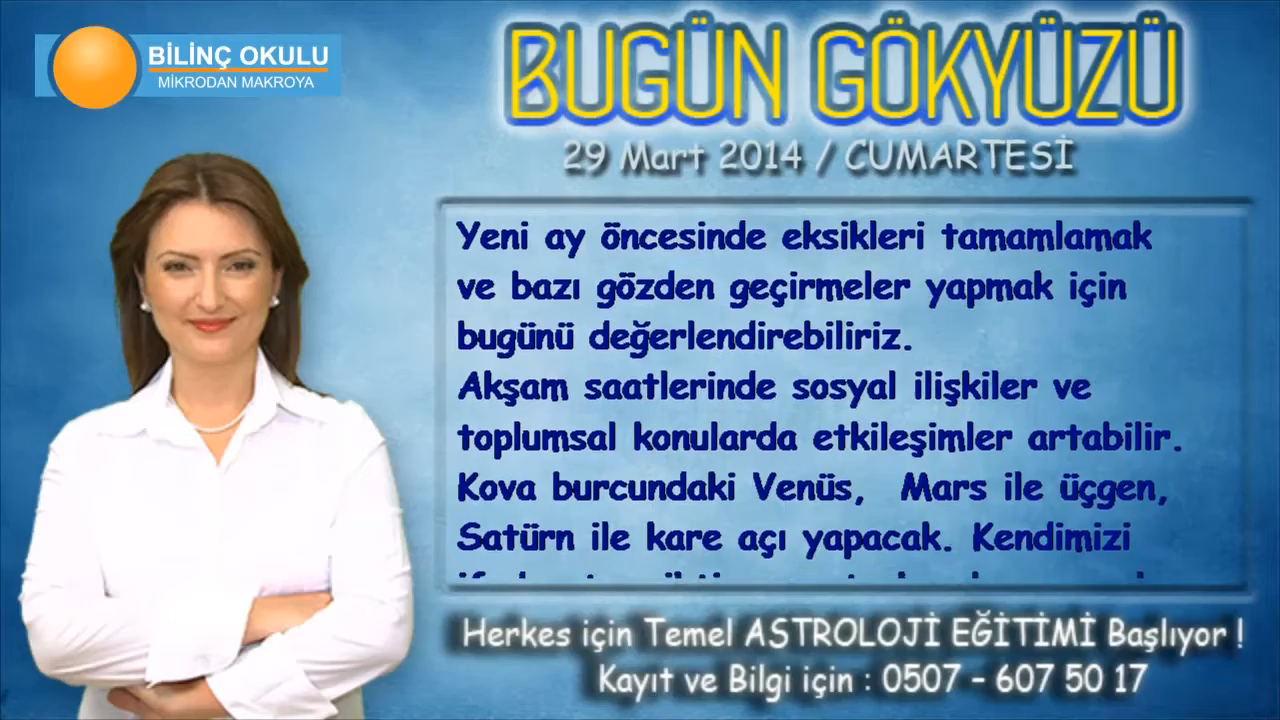 BİLİNÇ OKULU
MİKRODAN MAKROYA
BUGÜN GÖKYÜZÜ
29 Mart 2014 / CUMARTESİ
Yeni ay öncesinde eksikleri tamamlamak
ve bazı gözden geçirmeler yapmak için
bugünü değerlendirebiliriz.
Akşam saatlerinde sosyal ilişkiler ve
toplumsal konularda etkileşimler artabilir.
Kova burcundaki Venüs, Mars ile üçgen,
Satürn ile kare açı yapacak. Kendimizi
Herkes için Temel ASTROLOJİ EĞİTİMİ Başlıyor !
Kayıt ve Bilgi için : 0507 – 607 50 17